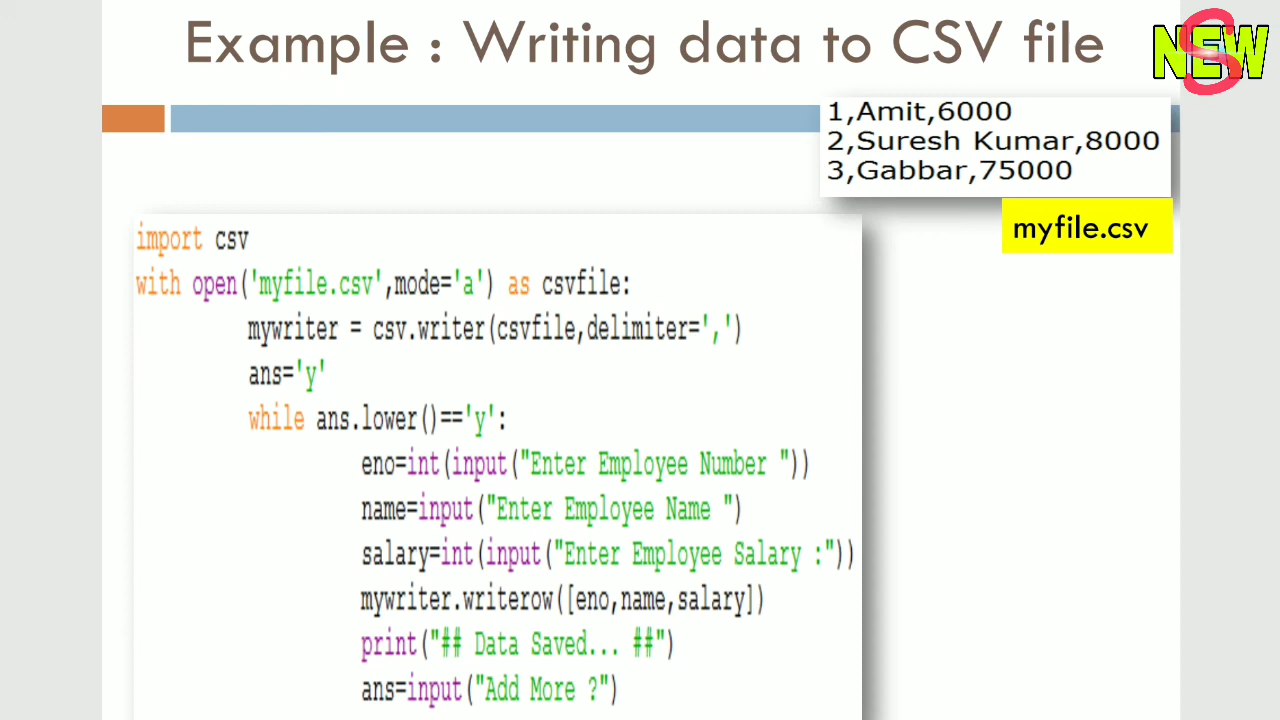 Example : Writing data to CSV file
NEW
S
1,Amit,6000
2,Suresh Kumar,8000
3,Gabbar,75000
myfile.csv
import csv
with open('myfile.csv',mode='a') as csvfile:
mywriter = csv.writer(csvfile,delimiter=',')
ans='y'
while ans.lower()=='y':
eno=int(input("Enter Employee Number "))
name=input("Enter Employee Name ")
salary=int(input("Enter Employee Salary :"))
mywriter.writerow([eno,name,salary])
print("## Data Saved... ##")
ans=input("Add More ?")